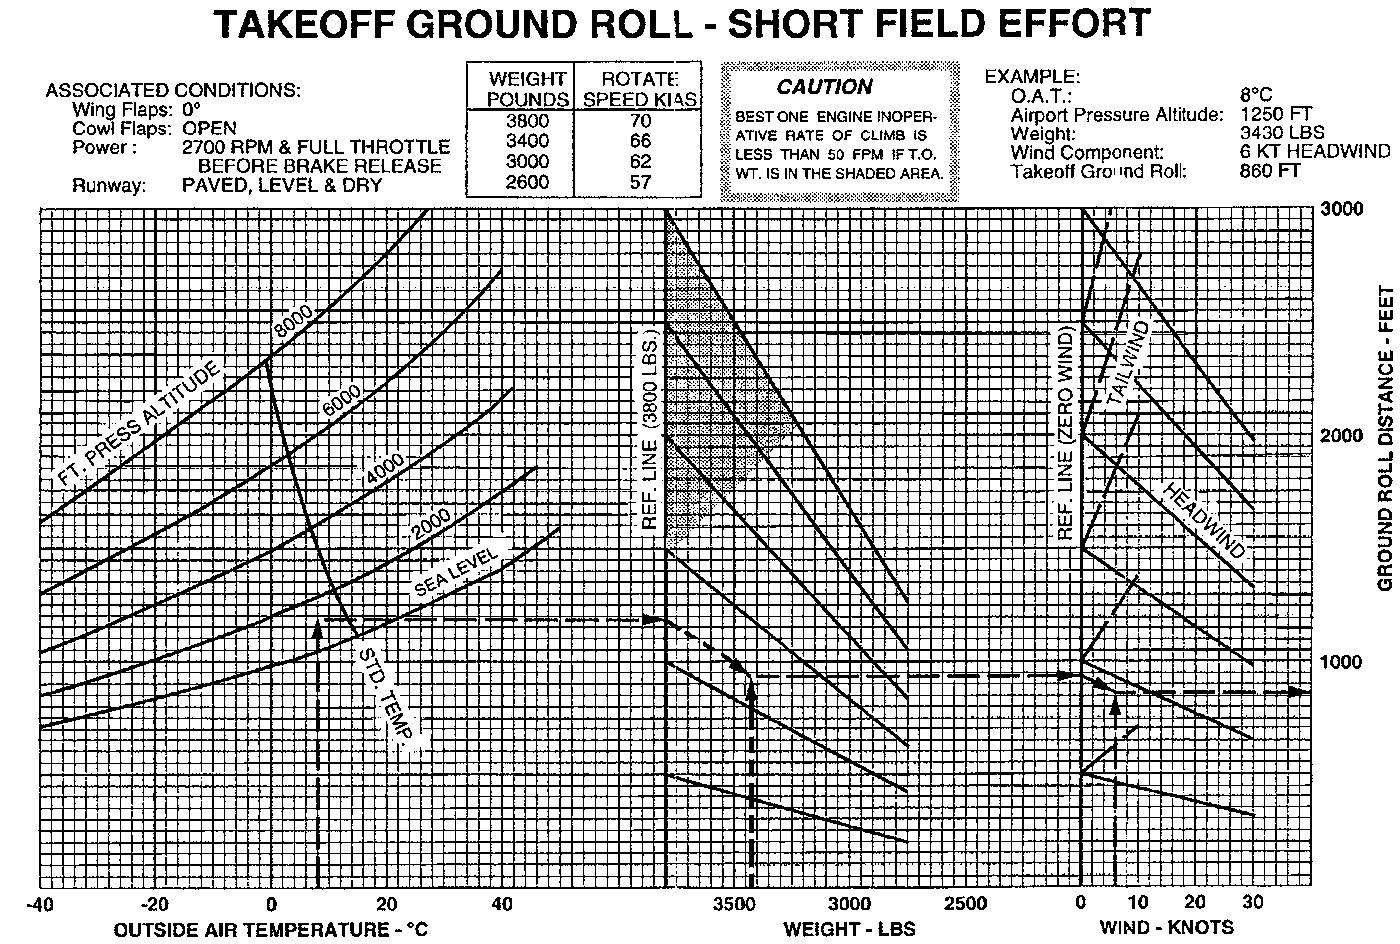 TAKEOFF GROUND ROLL - SHORT FIELD EFFORT
ASSOCIATED CONDITIONS:
Wing Flaps: 0°
Cowl Flaps: OPEN
Power : 2700 RPM & FULL THROTTLE
BEFORE BRAKE RELEASE
Runway: PAVED, LEVEL & DRY
WEIGHT ROTATE
POUNDS SPEED KIAS
3800 70
3400 66
3000 62
2600 57
CAUTION
BEST ONE ENGINE INOPER-
ATIVE RATE OF CLIMB IS
LESS THAN 50 FPM IF T.O.
WT. IS IN THE SHADED AREA.
EXAMPLE:
O.A.T.: 8°C
Airport Pressure Altitude: 1250 FT
Weight: 3430 LBS
Wind Component: 6 KT HEADWIND
Takeoff Ground Roll: 860 FT
FT. PRESS ALTITUDE
8000
6000
4000
2000
SEA LEVEL
STD. TEMP.
REF. LINE (3800 LBS.)
REF. LINE (ZERO WIND)
TAILWIND
HEADWIND
3000
2000
1000
GROUND ROLL DISTANCE - FEET
-40 -20 0 20 40 3500 3000 2500 0 10 20 30
OUTSIDE AIR TEMPERATURE - °C WEIGHT - LBS WIND - KNOTS